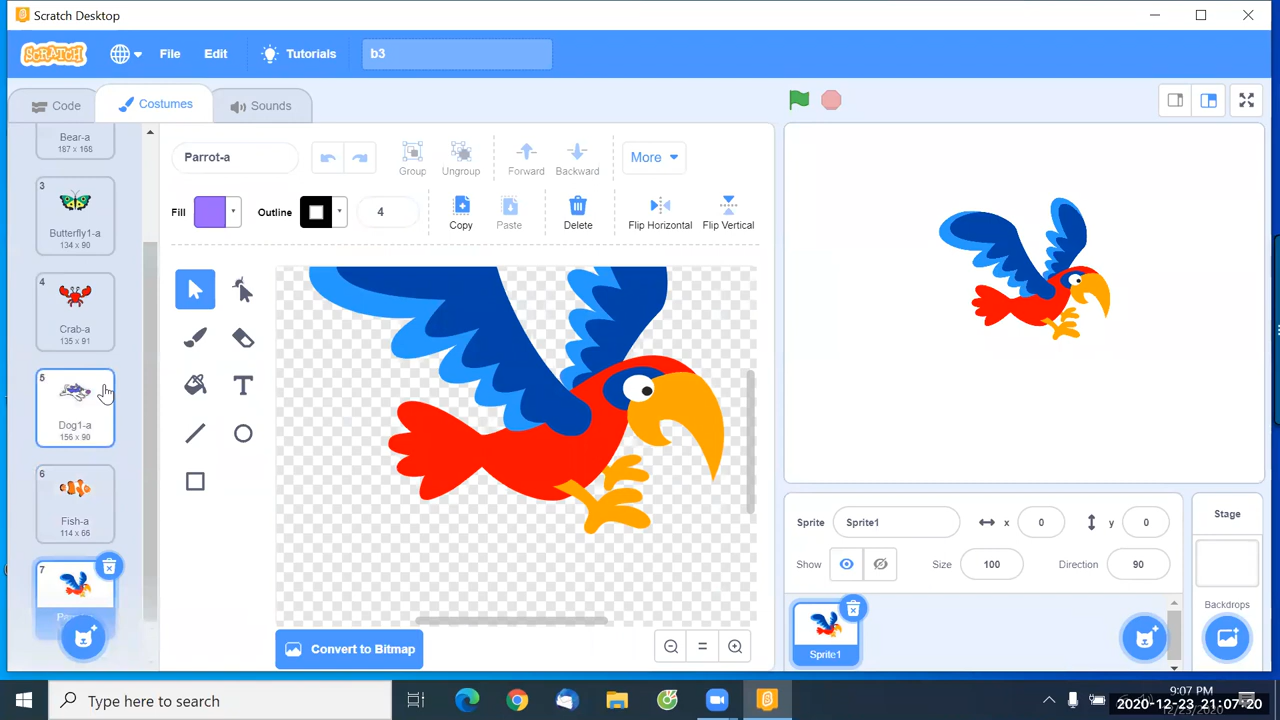 Scratch Desktop
SCRATCH
File
Edit
Tutorials
b3
Code
Costumes
Sounds
Bear-a
187 x 168
3
Butterfly1-a
134 x 90
4
Crab-a
135 x 91
5
Dog1-a
156 x 90
6
Fish-a
114 x 66
7
Parrot-a
Group
Ungroup
Forward
Backward
More
Fill
Outline
4
Copy
Paste
Delete
Flip Horizontal
Flip Vertical
Convert to Bitmap
Sprite
Sprite1
x
0
y
0
Show
Size
100
Direction
90
Sprite1
Stage
Backdrops
Type here to search
9:07 PM
2020-12-23 21:07:20